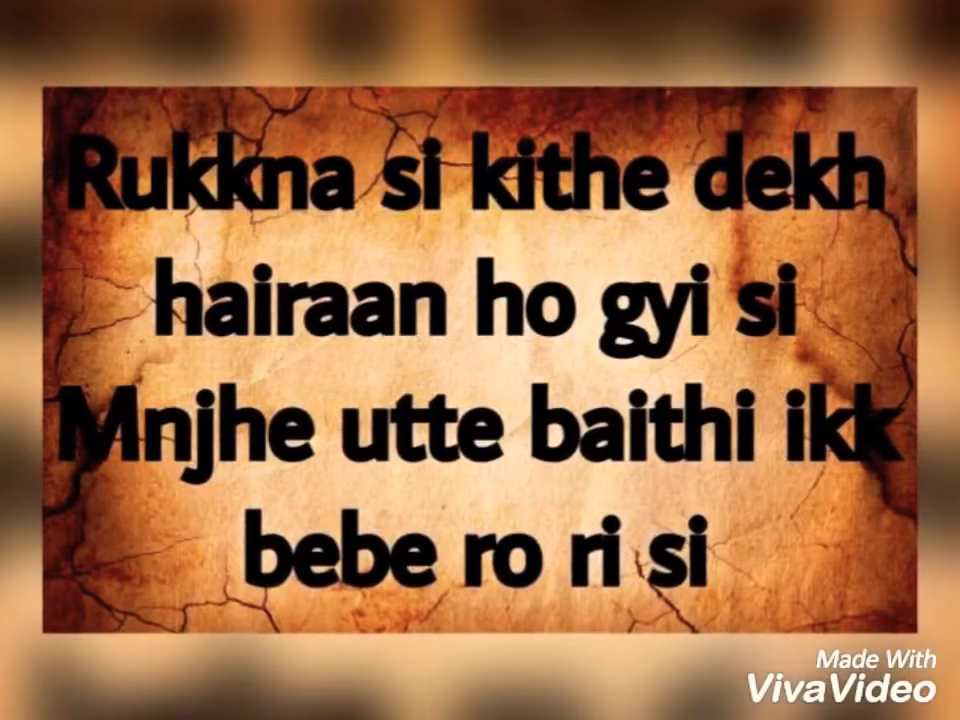 Rukkna si kithe dekh
hairaan ho gyi si
Mnjhe utte baithi ikk
bebe ro ri si
Made With
VivaVideo